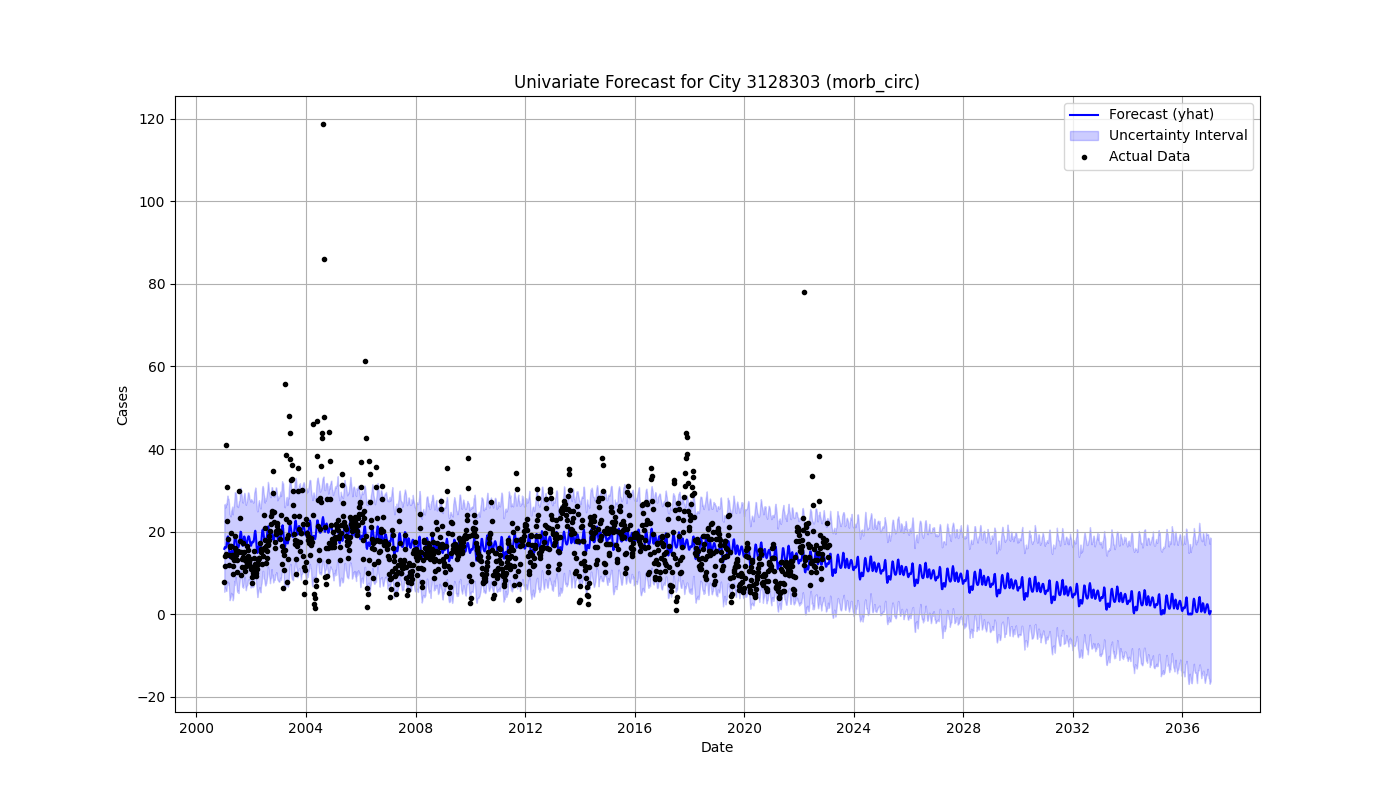 Univariate Forecast for City 3128303 (morb_circ)
Forecast (yhat)
Uncertainty Interval
Actual Data
120
100
80
60
40
20
0
−20
Cases
2000 2004 2008 2012 2016 2020 2024 2028 2032 2036
Date